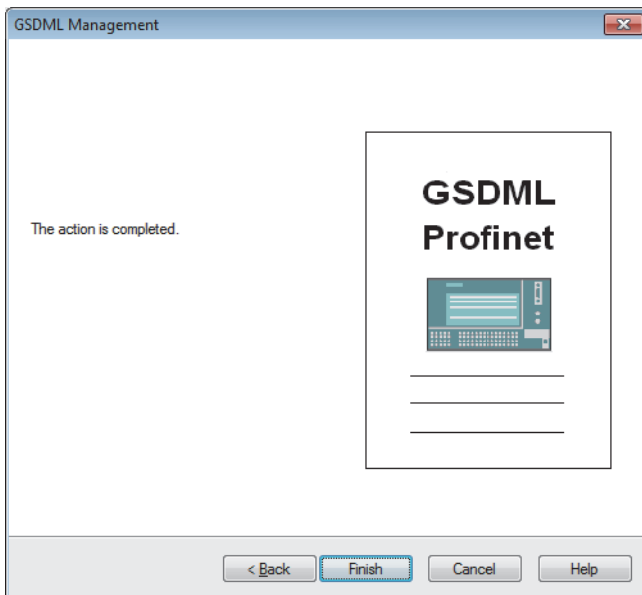 GSDML Management
The action is completed.
GSDML
Profinet
< Back
Finish
Cancel
Help